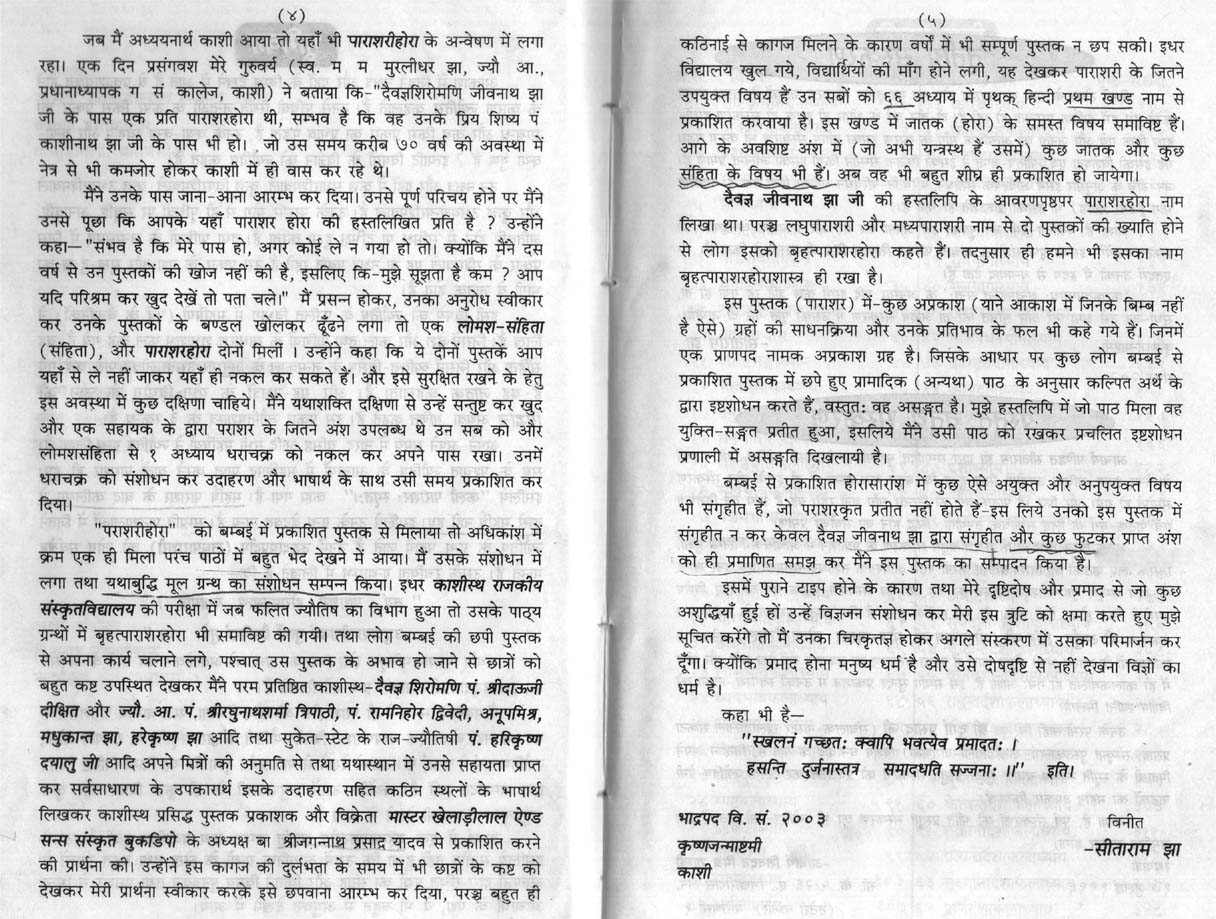 (४)
जब मैं अध्ययनार्थ काशी आया तो यहाँ भी पाराशरीहोरा के अन्वेषण में लगा
रहा। एक दिन प्रसंगवश मेरे गुरुवर्य (स्व. म म मुरलीधर झा, ज्यौ आ.,
प्रधानाध्यापक ग सं कालेज, काशी) ने बताया कि-"दैवज्ञशिरोमणि जीवनाथ झा
जी के पास एक प्रति पाराशरहोरा थी, सम्भव है कि वह उनके प्रिय शिष्य पं
काशीनाथ झा जी के पास भी हो। जो उस समय करीब ७० वर्ष की अवस्था में
नेत्र से भी कमजोर होकर काशी में ही वास कर रहे थे।
मैंने उनके पास जाना-आना आरम्भ कर दिया। उनसे पूर्ण परिचय होने पर मैंने
उनसे पूछा कि आपके यहाँ पाराशर होरा की हस्तलिखित प्रति है ? उन्होंने
कहा-"संभव है कि मेरे पास हो, अगर कोई ले न गया हो तो। क्योंकि मैंने दस
वर्ष से उन पुस्तकों की खोज नहीं की है, इसलिए कि-मुझे सूझता है कम ? आप
यदि परिश्रम कर खुद देखें तो पता चले।" मैं प्रसन्न होकर, उनका अनुरोध स्वीकार
कर उनके पुस्तकों के बण्डल खोलकर ढूँढने लगा तो एक लोमश-संहिता
(संहिता), और पाराशरहोरा दोनों मिलीं । उन्होंने कहा कि ये दोनों पुस्तकें आप
यहाँ से ले नहीं जाकर यहाँ ही नकल कर सकते हैं। और इसे सुरक्षित रखने के हेतु
इस अवस्था में कुछ दक्षिणा चाहिये। मैंने यथाशक्ति दक्षिणा से उन्हें सन्तुष्ट कर खुद
और एक सहायक के द्वारा पराशर के जितने अंश उपलब्ध थे उन सब को और
लोमशसंहिता से १ अध्याय धराचक्र को नकल कर अपने पास रखा। उनमें
धराचक्र को संशोधन कर उदाहरण और भाषार्थ के साथ उसी समय प्रकाशित कर
दिया।
"पराशरीहोरा" को बम्बई में प्रकाशित पुस्तक से मिलाया तो अधिकांश में
क्रम एक ही मिला परंच पाठों में बहुत भेद देखने में आया। मैं उसके संशोधन में
लगा तथा यथाबुद्धि मूल ग्रन्थ का संशोधन सम्पन्न किया। इधर काशीस्थ राजकीय
संस्कृतविद्यालय की परीक्षा में जब फलित ज्यौतिष का विभाग हुआ तो उसके पाठ्य
ग्रन्थों में बृहत्पाराशरहोरा भी समाविष्ट की गयी। तथा लोग बम्बई की छपी पुस्तक
से अपना कार्य चलाने लगे, पश्चात् उस पुस्तक के अभाव हो जाने से छात्रों को
बहुत कष्ट उपस्थित देखकर मैंने परम प्रतिष्ठित काशीस्थ-दैवज्ञ शिरोमणि पं. श्रीदाऊजी
दीक्षित और ज्यौ. आ. पं. श्रीरघुनाथशर्मा त्रिपाठी, पं. रामनिहोर द्विवेदी, अनूपमिश्र,
मधुकान्त झा, हरेकृष्ण झा आदि तथा सुकेत-स्टेट के राज-ज्यौतिषी पं. हरिकृष्ण
दयालु जी आदि अपने मित्रों की अनुमति से तथा यथास्थान में उनसे सहायता प्राप्त
कर सर्वसाधारण के उपकारार्थ इसके उदाहरण सहित कठिन स्थलों के भाषार्थ
लिखकर काशीस्थ प्रसिद्ध पुस्तक प्रकाशक और विक्रेता मास्टर खेलाड़ीलाल ऐण्ड
सन्स संस्कृत बुकडिपो के अध्यक्ष बा श्रीजगन्नाथ प्रसाद यादव से प्रकाशित करने
की प्रार्थना की। उन्होंने इस कागज की दुर्लभता के समय में भी छात्रों के कष्ट को
देखकर मेरी प्रार्थना स्वीकार करके इसे छपाना आरम्भ कर दिया, परञ्च बहुत ही
(५)
कठिनाई से कागज मिलने के कारण वर्षों में भी सम्पूर्ण पुस्तक न छप सकी। इधर
विद्यालय खुल गये, विद्यार्थियों की माँग होने लगी, यह देखकर पाराशरी के जितने
उपयुक्त विषय हैं उन सबों को ६६ अध्याय में पृथक् हिन्दी प्रथम खण्ड नाम से
प्रकाशित करवाया है। इस खण्ड में जातक (होरा) के समस्त विषय समाविष्ट हैं।
आगे के अवशिष्ट अंश में (जो अभी यन्त्रस्थ हैं उसमें) कुछ जातक और कुछ
संहिता के विषय भी हैं। अब वह भी बहुत शीघ्र ही प्रकाशित हो जायेगा।
दैवज्ञ जीवनाथ झा जी की हस्तलिपि के आवरणपृष्ठपर पाराशरहोरा नाम
लिखा था। परञ्च लघुपाराशरी और मध्यपाराशरी नाम से दो पुस्तकों की ख्याति होने
से लोग इसको बृहत्पाराशरहोरा कहते हैं। तदनुसार ही हमने भी इसका नाम
बृहत्पाराशरहोराशास्त्र ही रखा है।
इस पुस्तक (पाराशर) में-कुछ अप्रकाश (याने आकाश में जिनके बिम्ब नहीं
है ऐसे) ग्रहों की साधनक्रिया और उनके प्रतिभाव के फल भी कहे गये हैं। जिनमें
एक प्राणपद नामक अप्रकाश ग्रह है। जिसके आधार पर कुछ लोग बम्बई से
प्रकाशित पुस्तक में छपे हुए प्रामादिक (अन्यथा) पाठ के अनुसार कल्पित अर्थ के
द्वारा इष्टशोधन करते हैं, वस्तुतः वह असङ्गत है। मुझे हस्तलिपि में जो पाठ मिला वह
युक्ति-सङ्गत प्रतीत हुआ, इसलिये मैंने उसी पाठ को रखकर प्रचलित इष्टशोधन
प्रणाली में असङ्गति दिखलायी है।
बम्बई से प्रकाशित होरासारांश में कुछ ऐसे अयुक्त और अनुपयुक्त विषय
भी संगृहीत हैं, जो पराशरकृत प्रतीत नहीं होते हैं-इस लिये उनको इस पुस्तक में
संगृहीत न कर केवल दैवज्ञ जीवनाथ झा द्वारा संगृहीत और कुछ फुटकर प्राप्त अंश
को ही प्रमाणित समझ कर मैंने इस पुस्तक का सम्पादन किया है।
इसमें पुराने टाइप होने के कारण तथा मेरे दृष्टिदोष और प्रमाद से जो कुछ
अशुद्धियाँ हुई हों उन्हें विज्ञजन संशोधन कर मेरी इस त्रुटि को क्षमा करते हुए मुझे
सूचित करेंगे तो मैं उनका चिरकृतज्ञ होकर अगले संस्करण में उसका परिमार्जन कर
दूँगा। क्योंकि प्रमाद होना मनुष्य धर्म है और उसे दोषदृष्टि से नहीं देखना विज्ञों का
धर्म है।
कहा भी है—
"स्खलनं गच्छतः क्वापि भवत्येव प्रमादतः ।
हसन्ति दुर्जनास्तत्र समादधति सज्जनाः ॥" इति।
भाद्रपद वि. सं. २००३ विनीत
कृष्णजन्माष्टमी –सीताराम झा
काशी